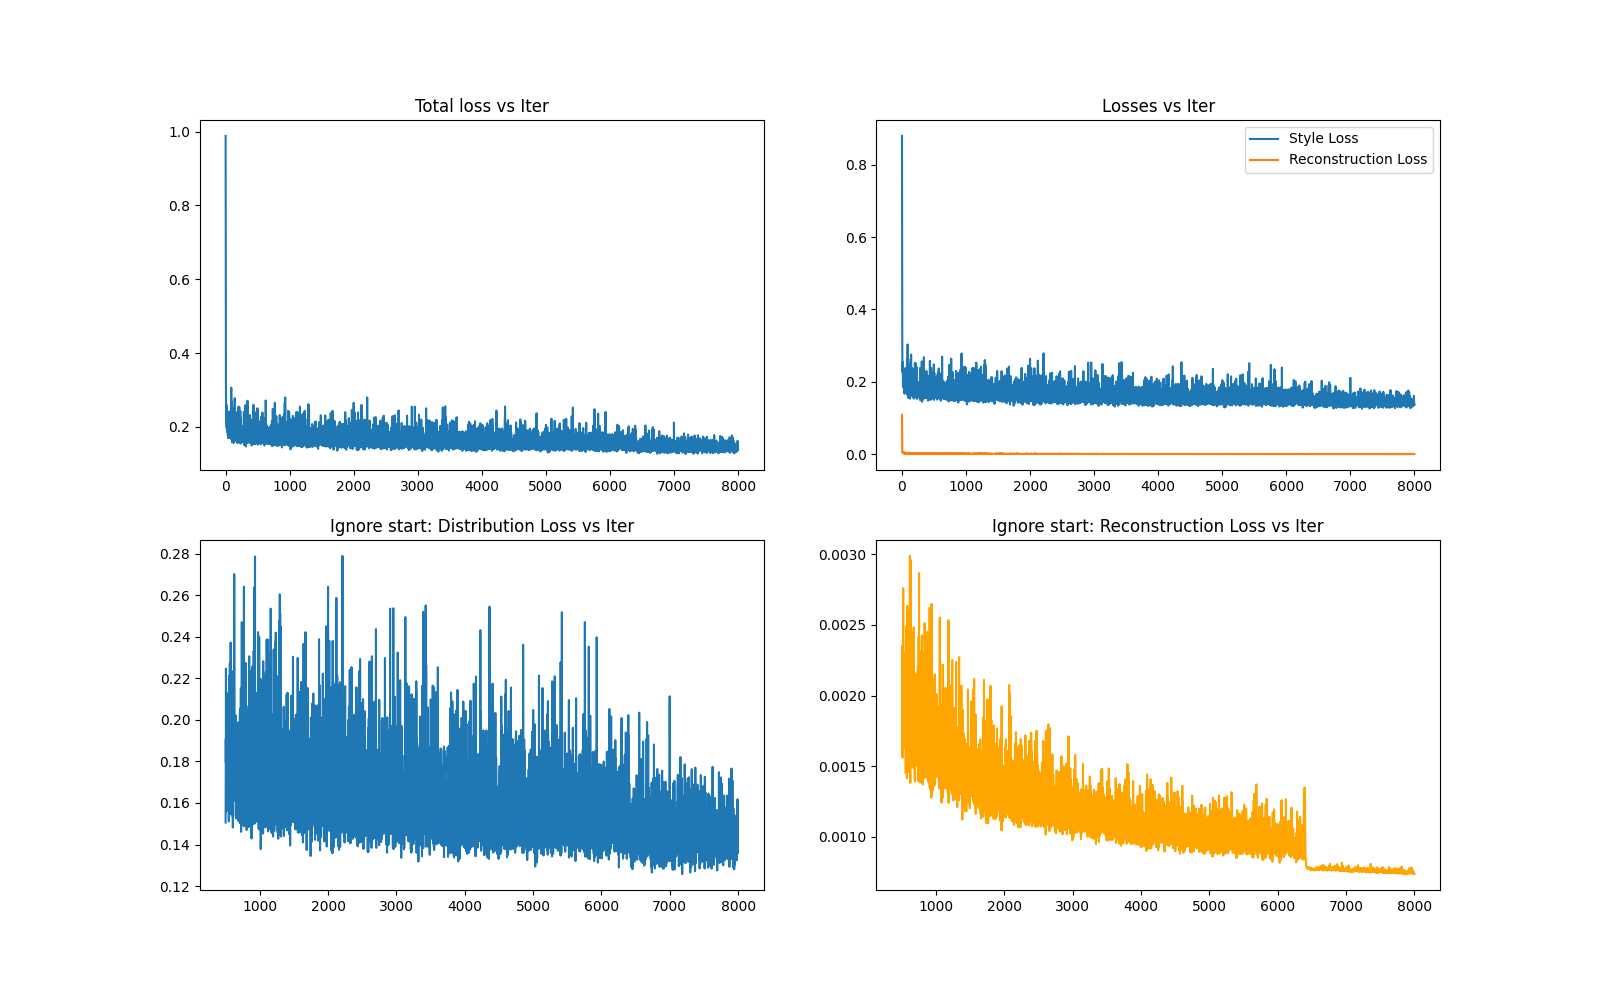 Total loss vs Iter
1.0
0.8
0.6
0.4
0.2
0 1000 2000 3000 4000 5000 6000 7000 8000
Losses vs Iter
Style Loss
Reconstruction Loss
0.8
0.6
0.4
0.2
0.0
0 1000 2000 3000 4000 5000 6000 7000 8000
Ignore start: Distribution Loss vs Iter
0.28
0.26
0.24
0.22
0.20
0.18
0.16
0.14
0.12
1000 2000 3000 4000 5000 6000 7000 8000
Ignore start: Reconstruction Loss vs Iter
0.0030
0.0025
0.0020
0.0015
0.0010
1000 2000 3000 4000 5000 6000 7000 8000